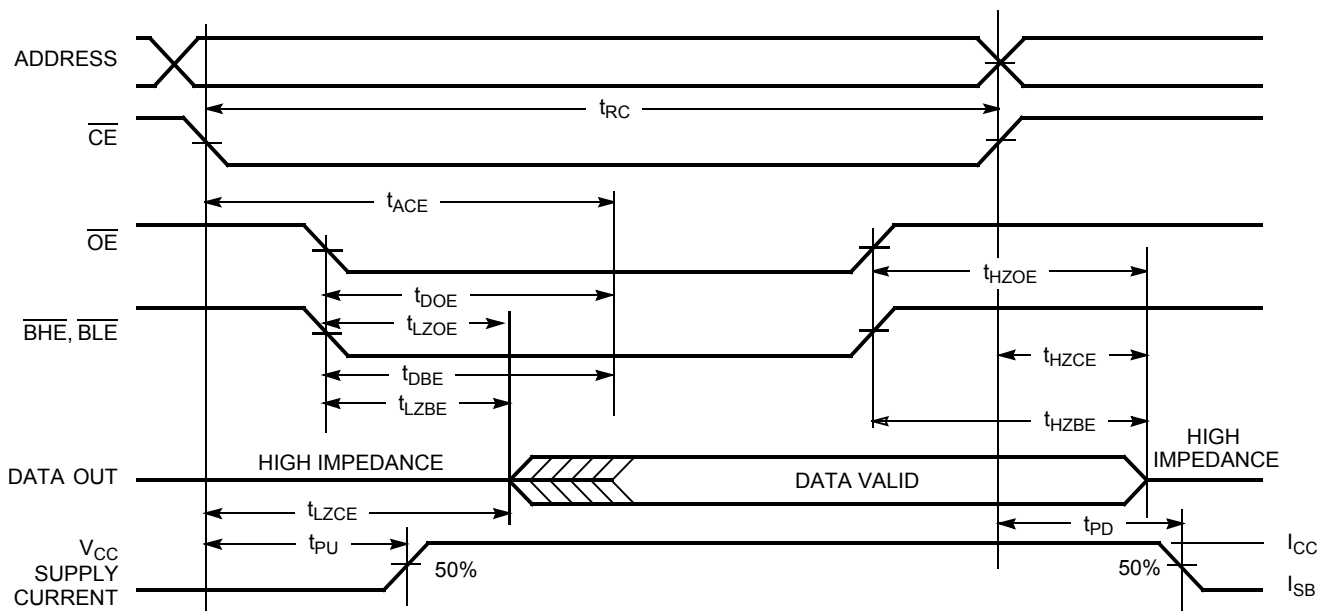 ADDRESS
tRC
CE
tACE
OE
tHZOE
tDOE
BHE, BLE
tLZOE
tHZCE
tDBE
tLZBE
tHZBE
HIGH
IMPEDANCE
HIGH IMPEDANCE
DATA OUT
DATA VALID
tLZCE
tPU
tPD
VCC
SUPPLY
CURRENT
50%
50%
ICC
ISB